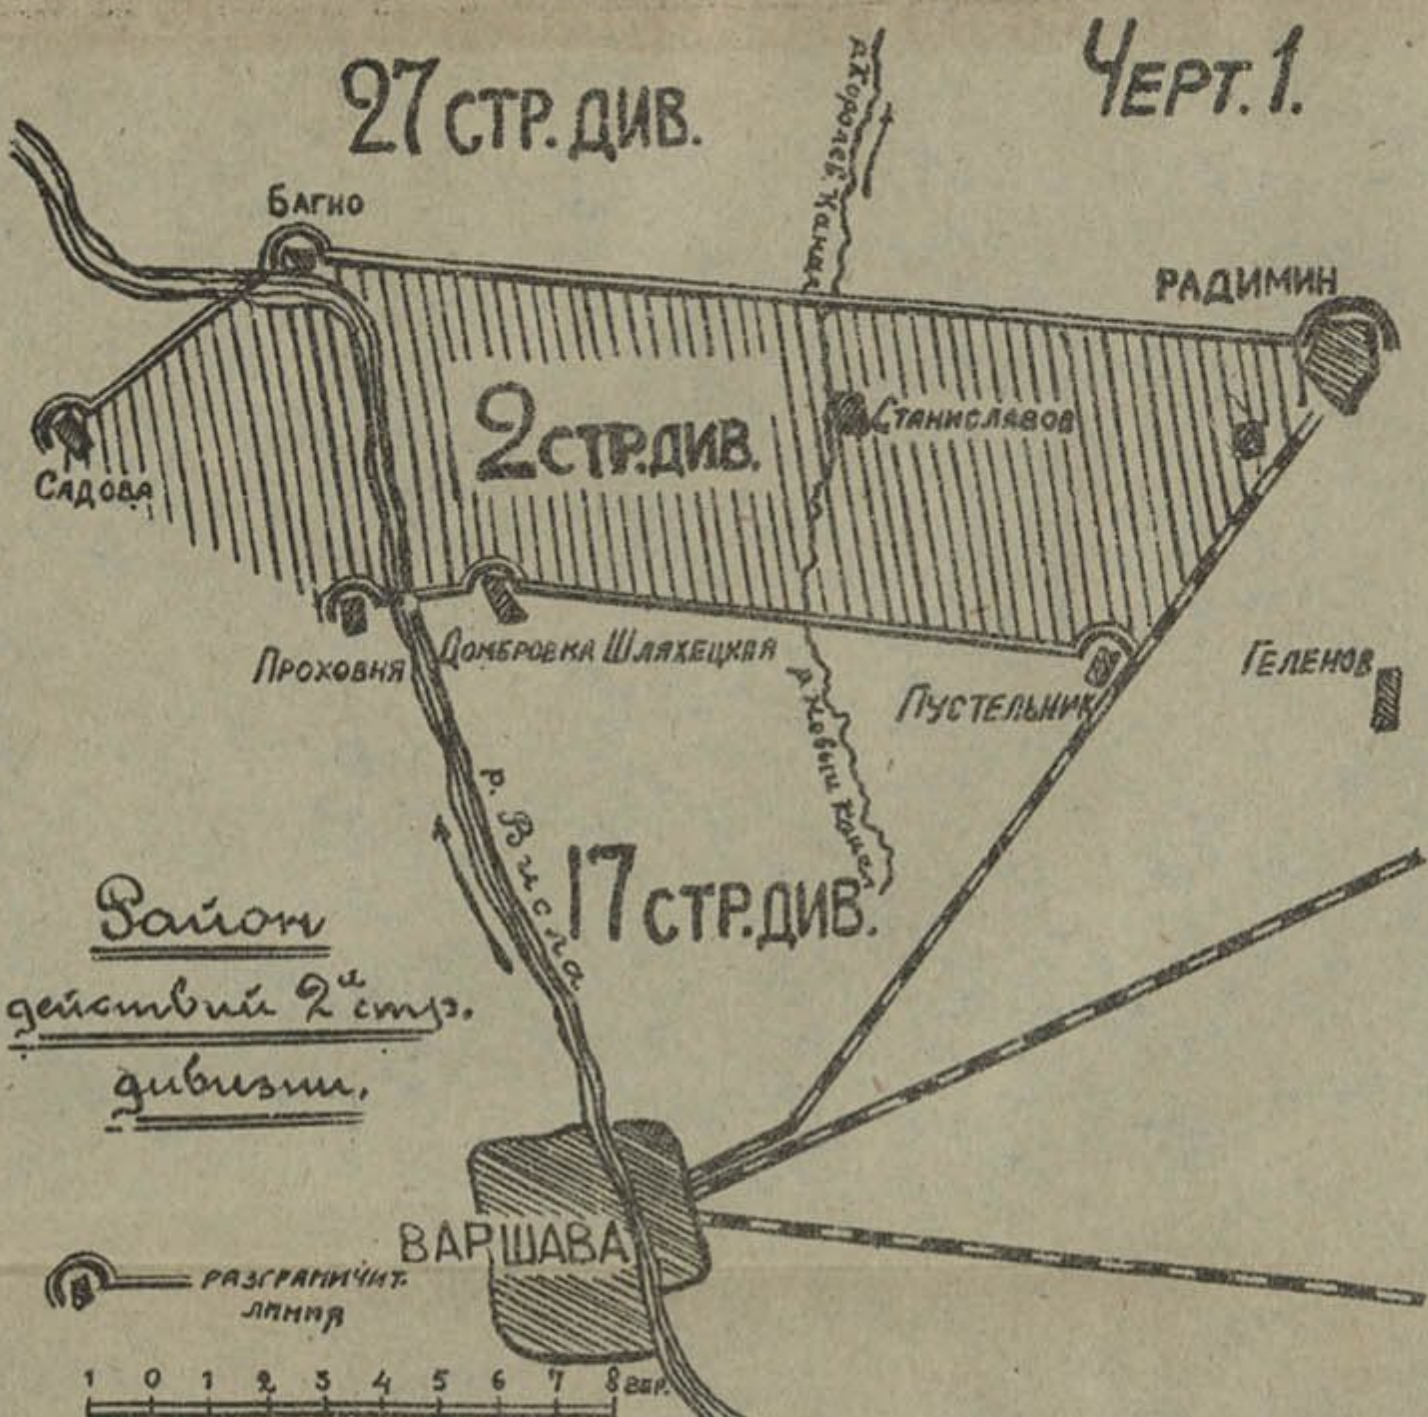 Черт. 1.
27 СТР. ДИВ.
р. Королев. Канал
БАГНО
РАДИМИН
2 СТР. ДИВ.
СТАНИСЛАВОВ
САДОВА
ПРОХОВНЯ
ДОМБРОВКА ШЛЯХЕЦКАЯ
ПУСТЕЛЬНИК
ГЕЛЕНОВ
р. Новый Канал
р. Висла
17 СТР. ДИВ.
Район
действий 2й стр.
дивизии.
ВАРШАВА
РАЗГРАНИЧИТ.
ЛИНИЯ
1 0 1 2 3 4 5 6 7 8 ВЕР.